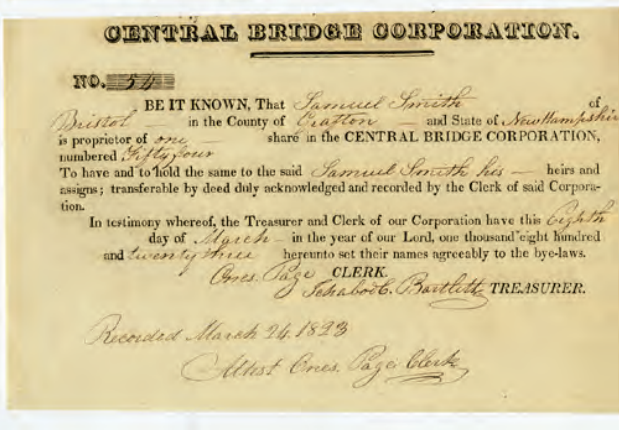 CENTRAL BRIDGE CORPORATION.
NO. 54
BE IT KNOWN, That Samuel Smith of
Bristol — in the County of Grafton — and State of New Hampshire
is proprietor of one — share in the CENTRAL BRIDGE CORPORATION,
numbered Fifty four
To have and to hold the same to the said Samuel Smith his — heirs and
assigns; transferable by deed duly acknowledged and recorded by the Clerk of said Corpora-
tion.
In testimony whereof, the Treasurer and Clerk of our Corporation have this Eighth
day of March — in the year of our Lord, one thousand eight hundred
and twenty three hereunto set their names agreeably to the bye-laws.
Ones. Page CLERK.
Ichabod C. Bartlett TREASURER.
Recorded March 24, 1823
Attest Ones. Page Clerk